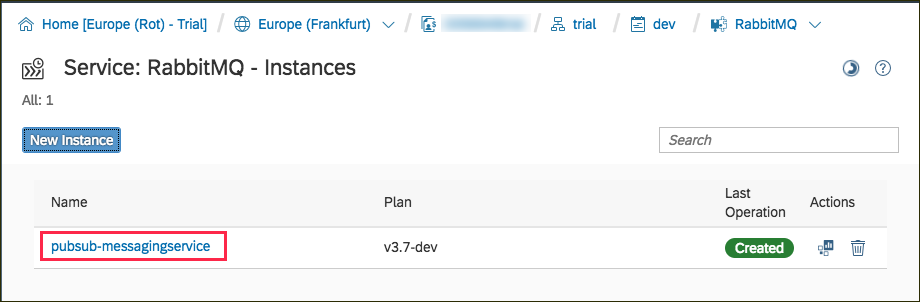 Home [Europe (Rot) - Trial] / Europe (Frankfurt) / / trial / dev / RabbitMQ
Service: RabbitMQ - Instances
All: 1
New Instance
Search
Name Plan Last Operation Actions
pubsub-messagingservice v3.7-dev Created